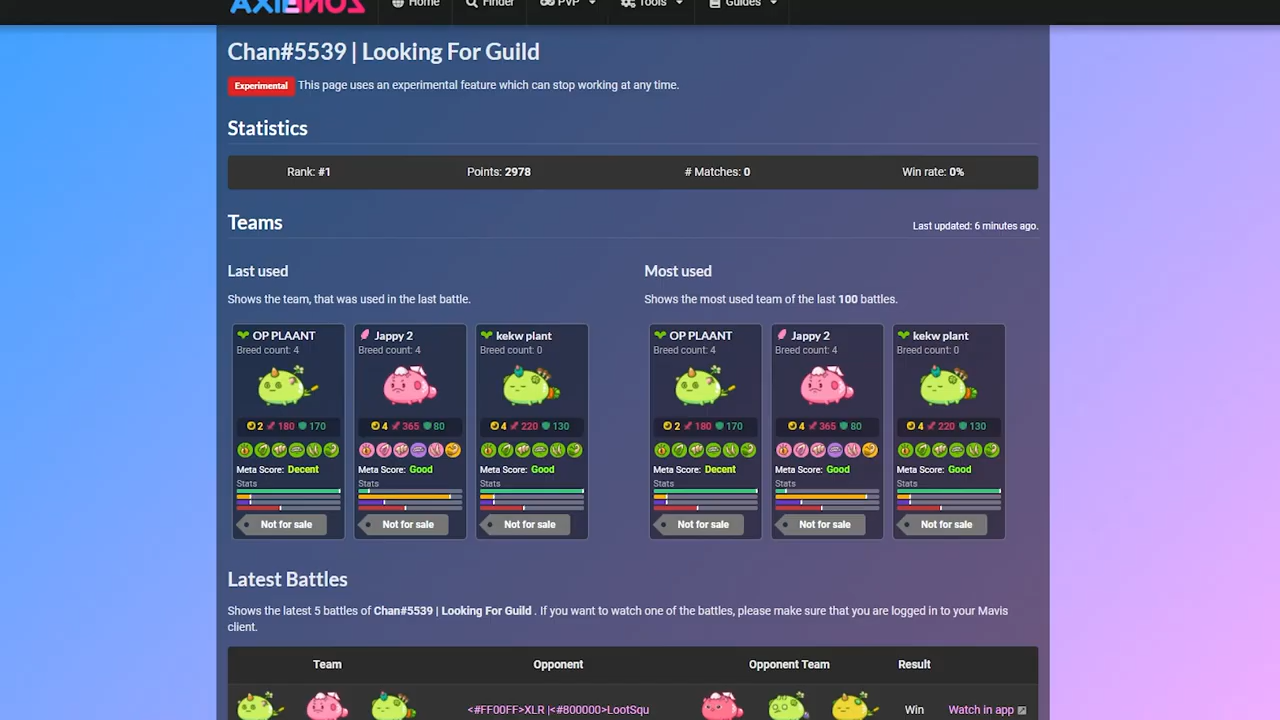 AXIE ZONE
Home
Finder
PVP
Tools
Guides
Chan#5539 | Looking For Guild
Experimental This page uses an experimental feature which can stop working at any time.
Statistics
Rank: #1 Points: 2978 # Matches: 0 Win rate: 0%
Teams
Last updated: 6 minutes ago.
Last used
Shows the team, that was used in the last battle.
OP PLAANT
Breed count: 4
2 180 170
Meta Score: Decent
Stats
Not for sale
Jappy 2
Breed count: 4
4 365 80
Meta Score: Good
Stats
Not for sale
kekw plant
Breed count: 0
4 220 130
Meta Score: Good
Stats
Not for sale
Most used
Shows the most used team of the last 100 battles.
OP PLAANT
Breed count: 4
2 180 170
Meta Score: Decent
Stats
Not for sale
Jappy 2
Breed count: 4
4 365 80
Meta Score: Good
Stats
Not for sale
kekw plant
Breed count: 0
4 220 130
Meta Score: Good
Stats
Not for sale
Latest Battles
Shows the latest 5 battles of Chan#5539 | Looking For Guild . If you want to watch one of the battles, please make sure that you are logged in to your Mavis
client.
Team Opponent Opponent Team Result
<#FF00FF>XLR |<#800000>LootSqu Win Watch in app